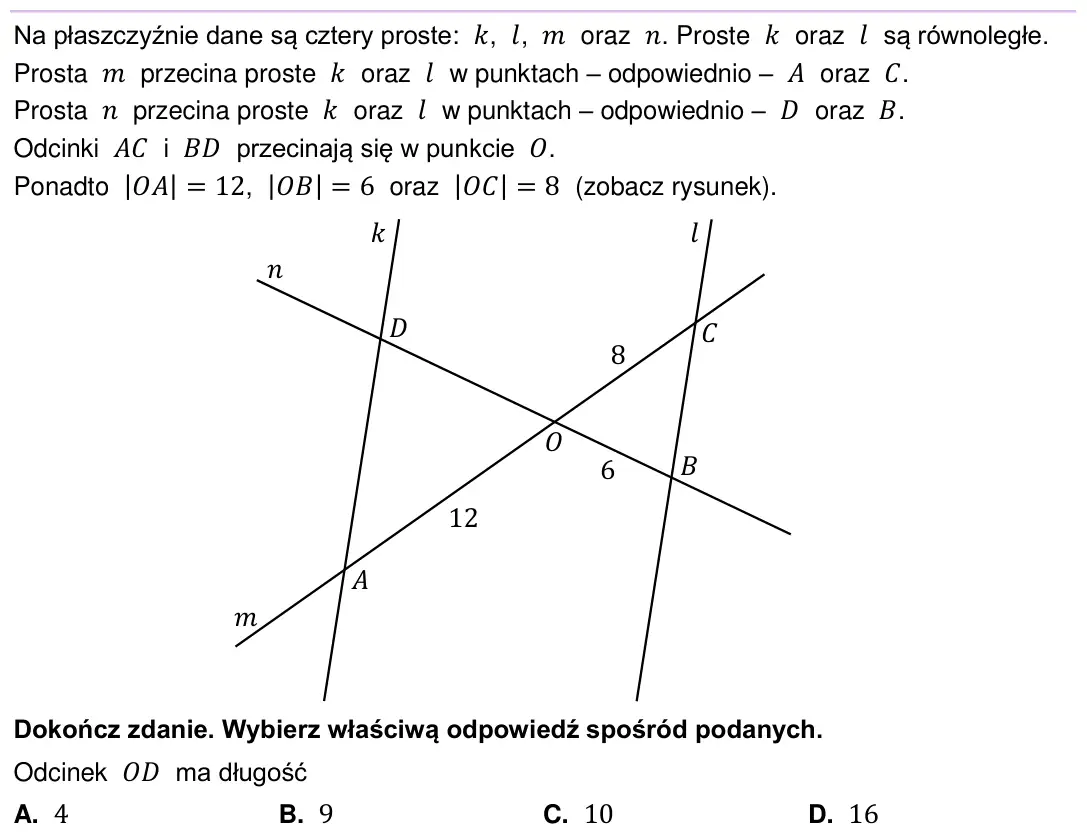 Na płaszczyźnie dane są cztery proste: k, l, m oraz n. Proste k oraz l są równoległe.
Prosta m przecina proste k oraz l w punktach – odpowiednio – A oraz C.
Prosta n przecina proste k oraz l w punktach – odpowiednio – D oraz B.
Odcinki AC i BD przecinają się w punkcie O.
Ponadto |OA| = 12, |OB| = 6 oraz |OC| = 8 (zobacz rysunek).
k
l
n
D
C
8
O
6
B
12
A
m
Dokończ zdanie. Wybierz właściwą odpowiedź spośród podanych.
Odcinek OD ma długość
A. 4 B. 9 C. 10 D. 16